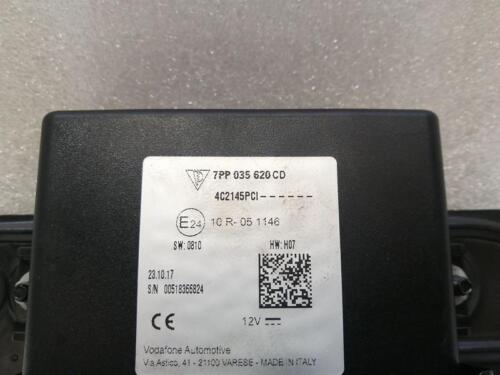 7PP 035 620 CD
4C2145PCI------
E24 10 R- 05 1146
SW: 0810 HW: H07
23.10.17
S/N 00518366824
CE 12V
Vodafone Automotive
Via Astico, 41 - 21100 VARESE - MADE IN ITALY